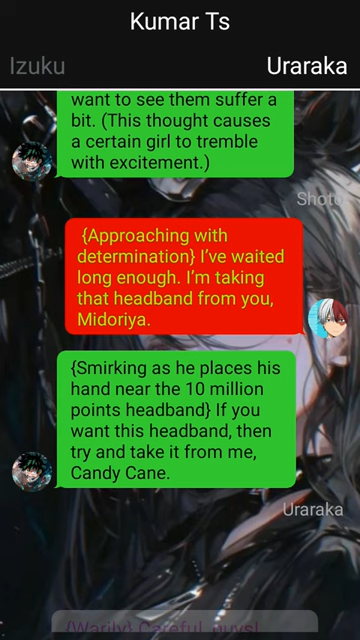 Kumar Ts
Izuku
Uraraka
want to see them suffer a
bit. (This thought causes
a certain girl to tremble
with excitement.)
Shoto
{Approaching with
determination} I've waited
long enough. I'm taking
that headband from you,
Midoriya.
{Smirking as he places his
hand near the 10 million
points headband} If you
want this headband, then
try and take it from me,
Candy Cane.
Uraraka
{Warily} Careful, guys!